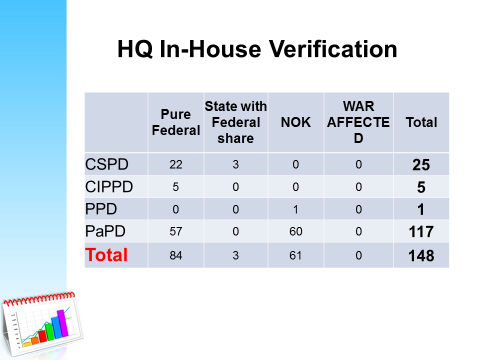 HQ In-House Verification
Pure Federal State with Federal share NOK WAR AFFECTE D Total
CSPD 22 3 0 0 25
CIPPD 5 0 0 0 5
PPD 0 0 1 0 1
PaPD 57 0 60 0 117
Total 84 3 61 0 148